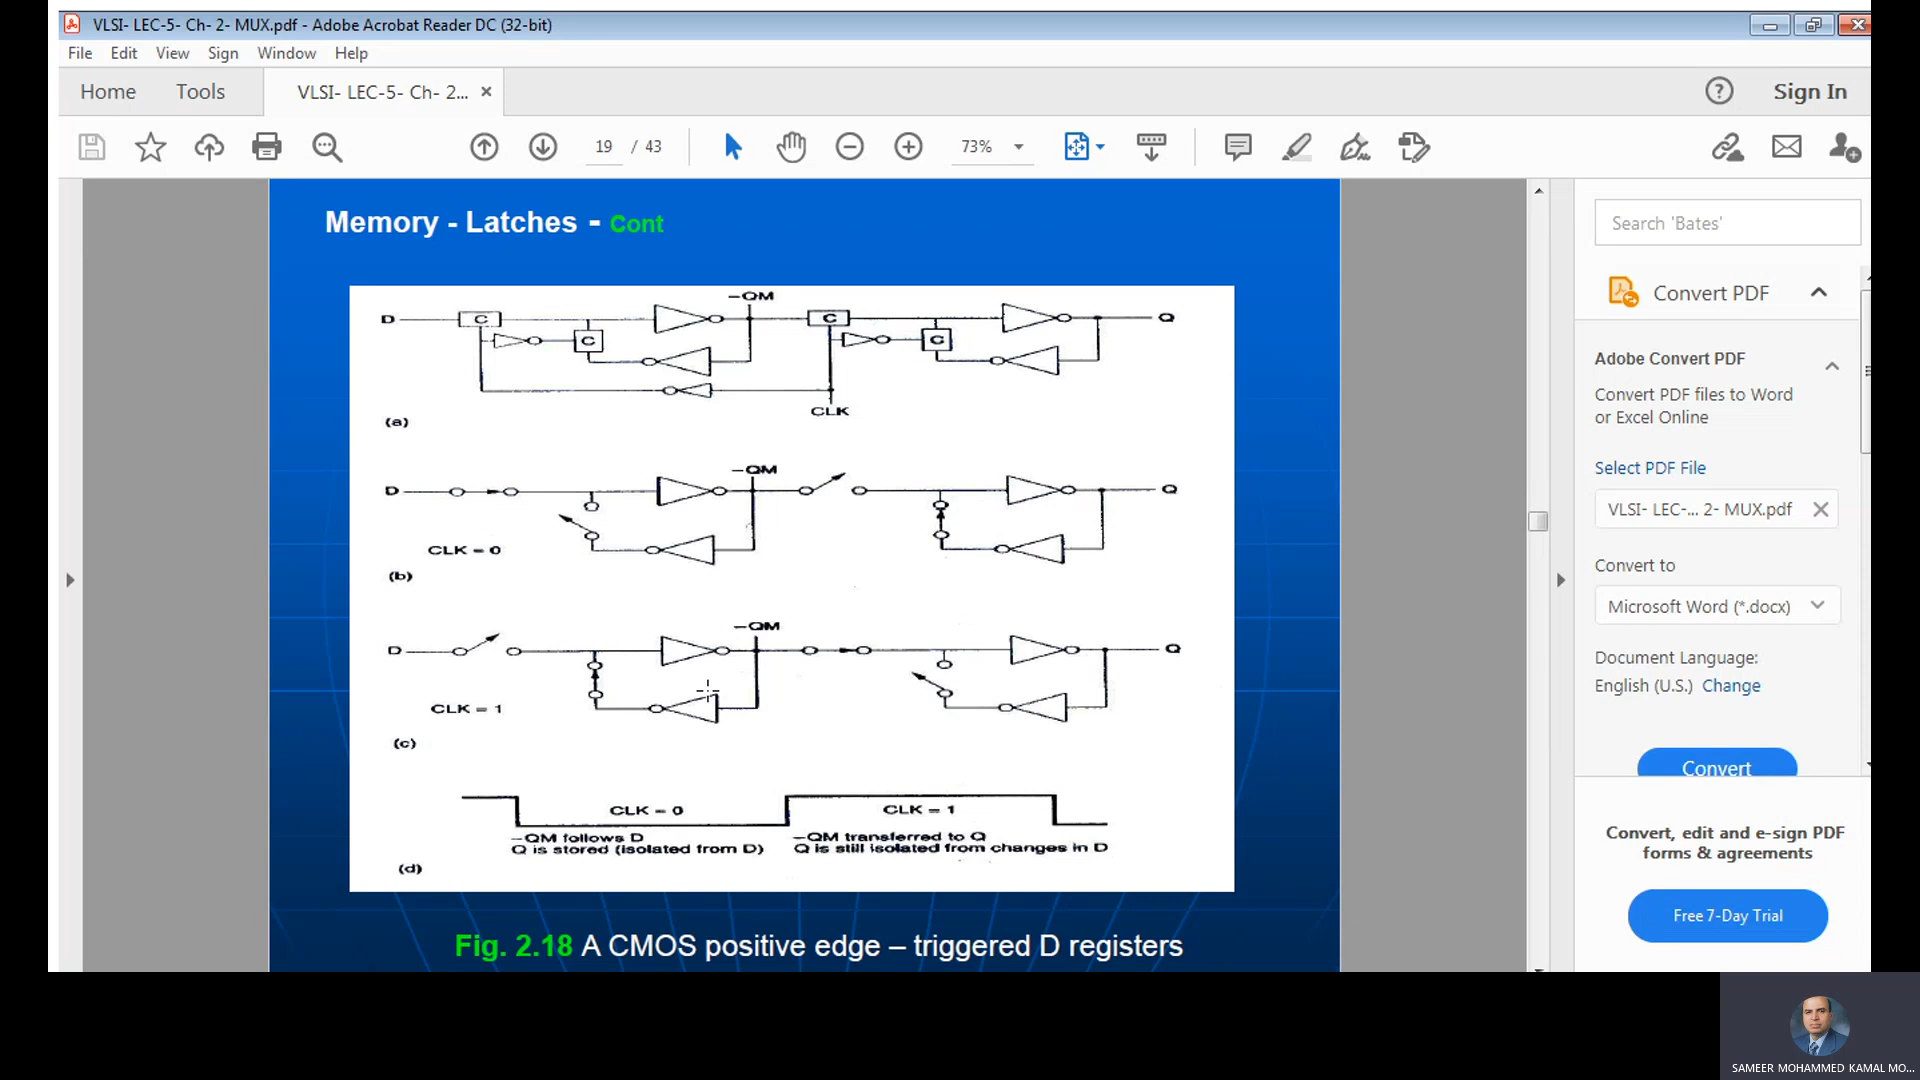 VLSI- LEC-5- Ch- 2- MUX.pdf - Adobe Acrobat Reader DC (32-bit)
File Edit View Sign Window Help
Home Tools VLSI- LEC-5- Ch- 2... × ? Sign In
19 / 43 73%
Memory - Latches - Cont
D C -QM C Q
C C
CLK
(a)
D -QM Q
CLK = 0
(b)
D -QM Q
CLK = 1
(c)
CLK = 0 CLK = 1
-QM follows D -QM transferred to Q
Q is stored (isolated from D) Q is still isolated from changes in D
(d)
Fig. 2.18 A CMOS positive edge – triggered D registers
Search 'Bates'
Convert PDF
Adobe Convert PDF
Convert PDF files to Word
or Excel Online
Select PDF File
VLSI- LEC-... 2- MUX.pdf
Convert to
Microsoft Word (*.docx)
Document Language:
English (U.S.) Change
Convert
Convert, edit and e-sign PDF
forms & agreements
Free 7-Day Trial
SAMEER MOHAMMED KAMAL MO...